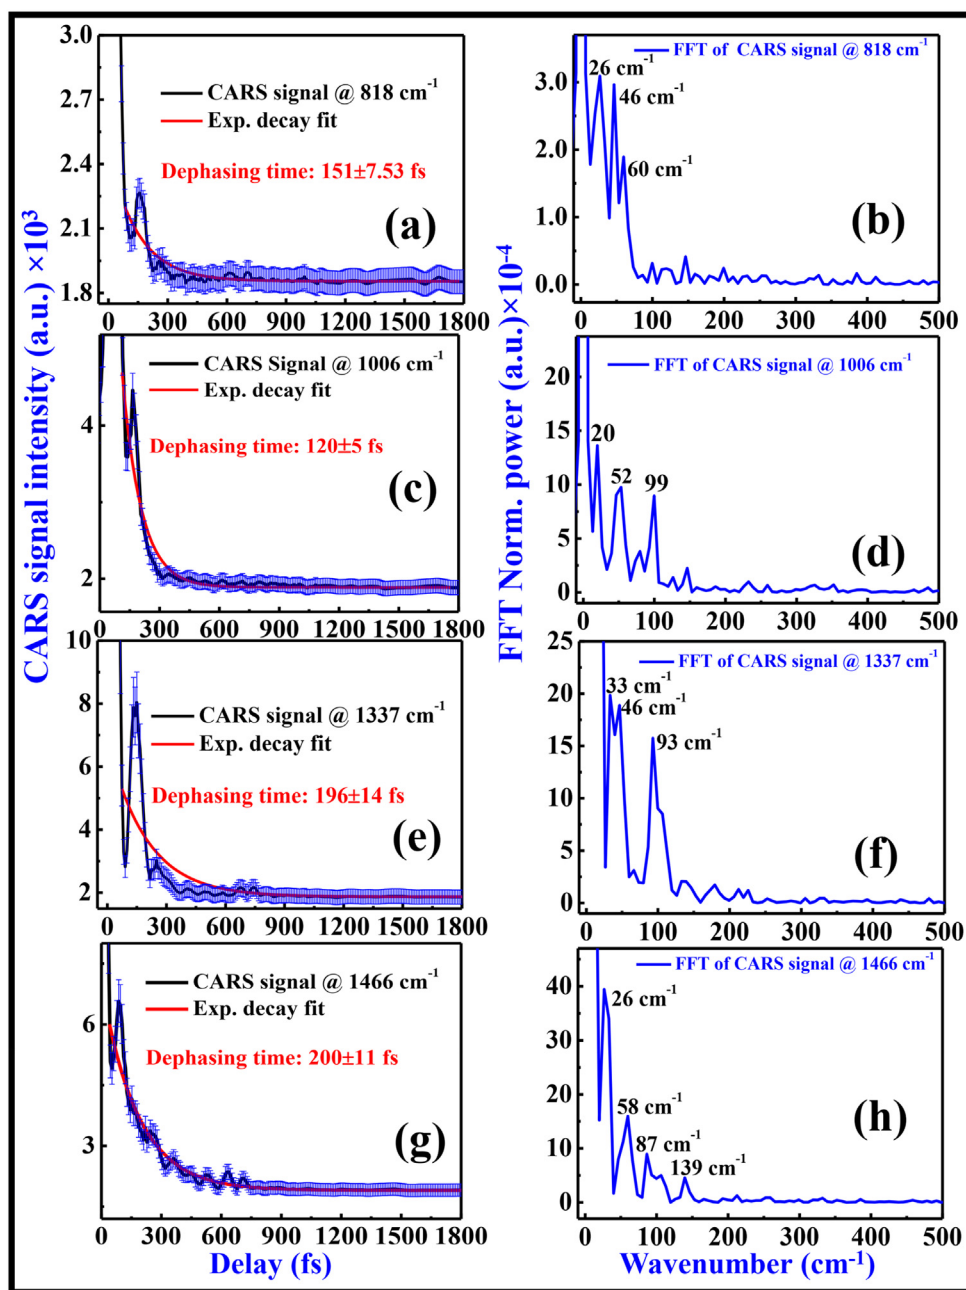 CARS signal intensity (a.u.) ×10³
FFT Norm. power (a.u.)×10⁻⁴
3.0
2.7
2.4
2.1
1.8
CARS signal @ 818 cm⁻¹
Exp. decay fit
Dephasing time: 151±7.53 fs
(a)
0 300 600 900 1200 1500 1800
FFT of CARS signal @ 818 cm⁻¹
3.0
2.0
1.0
0.0
26 cm⁻¹
46 cm⁻¹
60 cm⁻¹
(b)
0 100 200 300 400 500
4
2
CARS Signal @ 1006 cm⁻¹
Exp. decay fit
Dephasing time: 120±5 fs
(c)
0 300 600 900 1200 1500 1800
FFT of CARS signal @ 1006 cm⁻¹
20
15
10
5
0
20
52
99
(d)
0 100 200 300 400 500
10
8
6
4
2
CARS signal @ 1337 cm⁻¹
Exp. decay fit
Dephasing time: 196±14 fs
(e)
0 300 600 900 1200 1500 1800
FFT of CARS signal @ 1337 cm⁻¹
25
20
15
10
5
0
33 cm⁻¹
46 cm⁻¹
93 cm⁻¹
(f)
0 100 200 300 400 500
6
3
CARS signal @ 1466 cm⁻¹
Exp. decay fit
Dephasing time: 200±11 fs
(g)
0 300 600 900 1200 1500 1800
Delay (fs)
FFT of CARS signal @ 1466 cm⁻¹
40
30
20
10
0
26 cm⁻¹
58 cm⁻¹
87 cm⁻¹
139 cm⁻¹
(h)
0 100 200 300 400 500
Wavenumber (cm⁻¹)